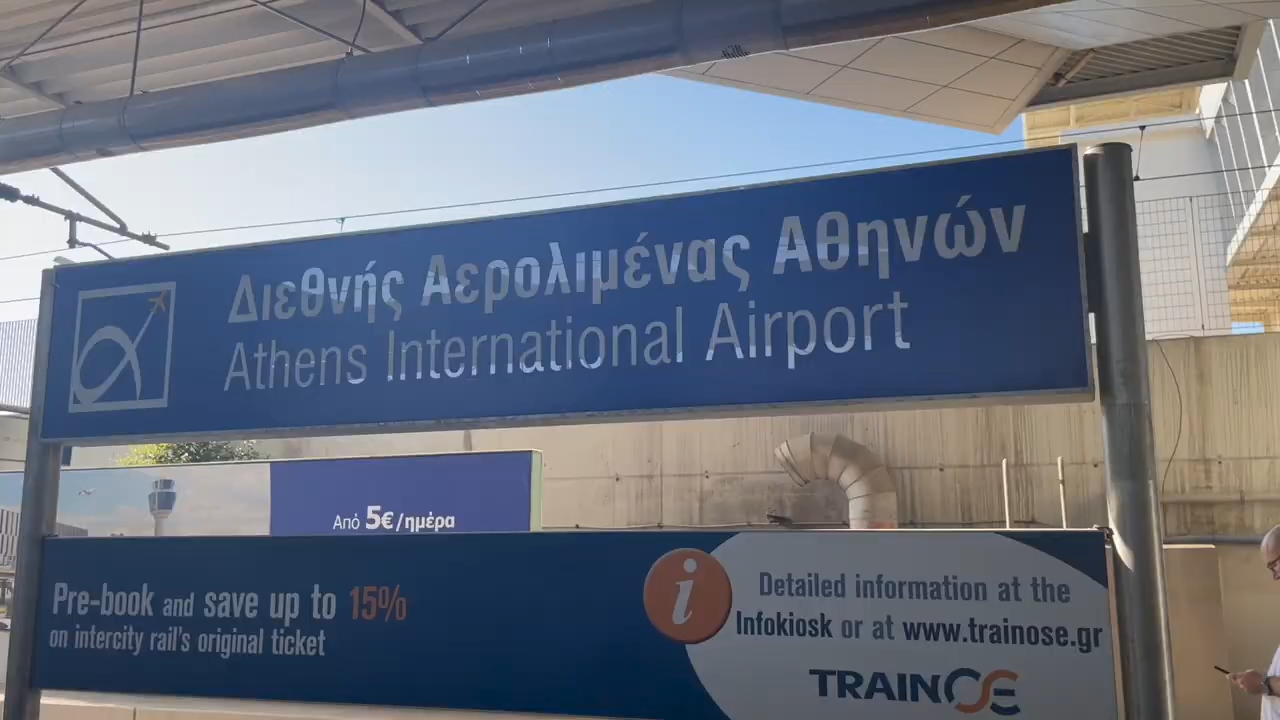 Διεθνής Αερολιμένας Αθηνών
Athens International Airport
Από 5€/ημέρα
Pre-book and save up to 15%
on intercity rail's original ticket
i
Detailed information at the
Infokiosk or at www.trainose.gr
TRAINOSE